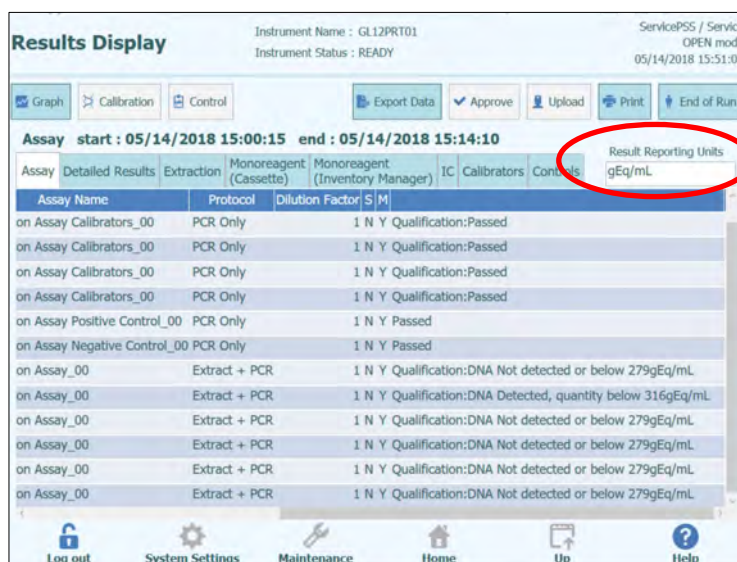 Results Display
Instrument Name : GL12PRT01
Instrument Status : READY
ServicePSS / Servic
OPEN mod
05/14/2018 15:51:0
Graph Calibration Control Export Data Approve Upload Print End of Run
Assay start : 05/14/2018 15:00:15 end : 05/14/2018 15:14:10
Result Reporting Units
gEq/mL
Assay Detailed Results Extraction Monoreagent (Cassette) Monoreagent (Inventory Manager) IC Calibrators Controls
Assay Name Protocol Dilution Factor S M
on Assay Calibrators_00 PCR Only 1 N Y Qualification:Passed
on Assay Calibrators_00 PCR Only 1 N Y Qualification:Passed
on Assay Calibrators_00 PCR Only 1 N Y Qualification:Passed
on Assay Calibrators_00 PCR Only 1 N Y Qualification:Passed
on Assay Positive Control_00 PCR Only 1 N Y Passed
on Assay Negative Control_00 PCR Only 1 N Y Passed
on Assay_00 Extract + PCR 1 N Y Qualification:DNA Not detected or below 279gEq/mL
on Assay_00 Extract + PCR 1 N Y Qualification:DNA Detected, quantity below 316gEq/mL
on Assay_00 Extract + PCR 1 N Y Qualification:DNA Not detected or below 279gEq/mL
on Assay_00 Extract + PCR 1 N Y Qualification:DNA Not detected or below 279gEq/mL
on Assay_00 Extract + PCR 1 N Y Qualification:DNA Not detected or below 279gEq/mL
on Assay_00 Extract + PCR 1 N Y Qualification:DNA Not detected or below 279gEq/mL
Log out System Settings Maintenance Home Up Help